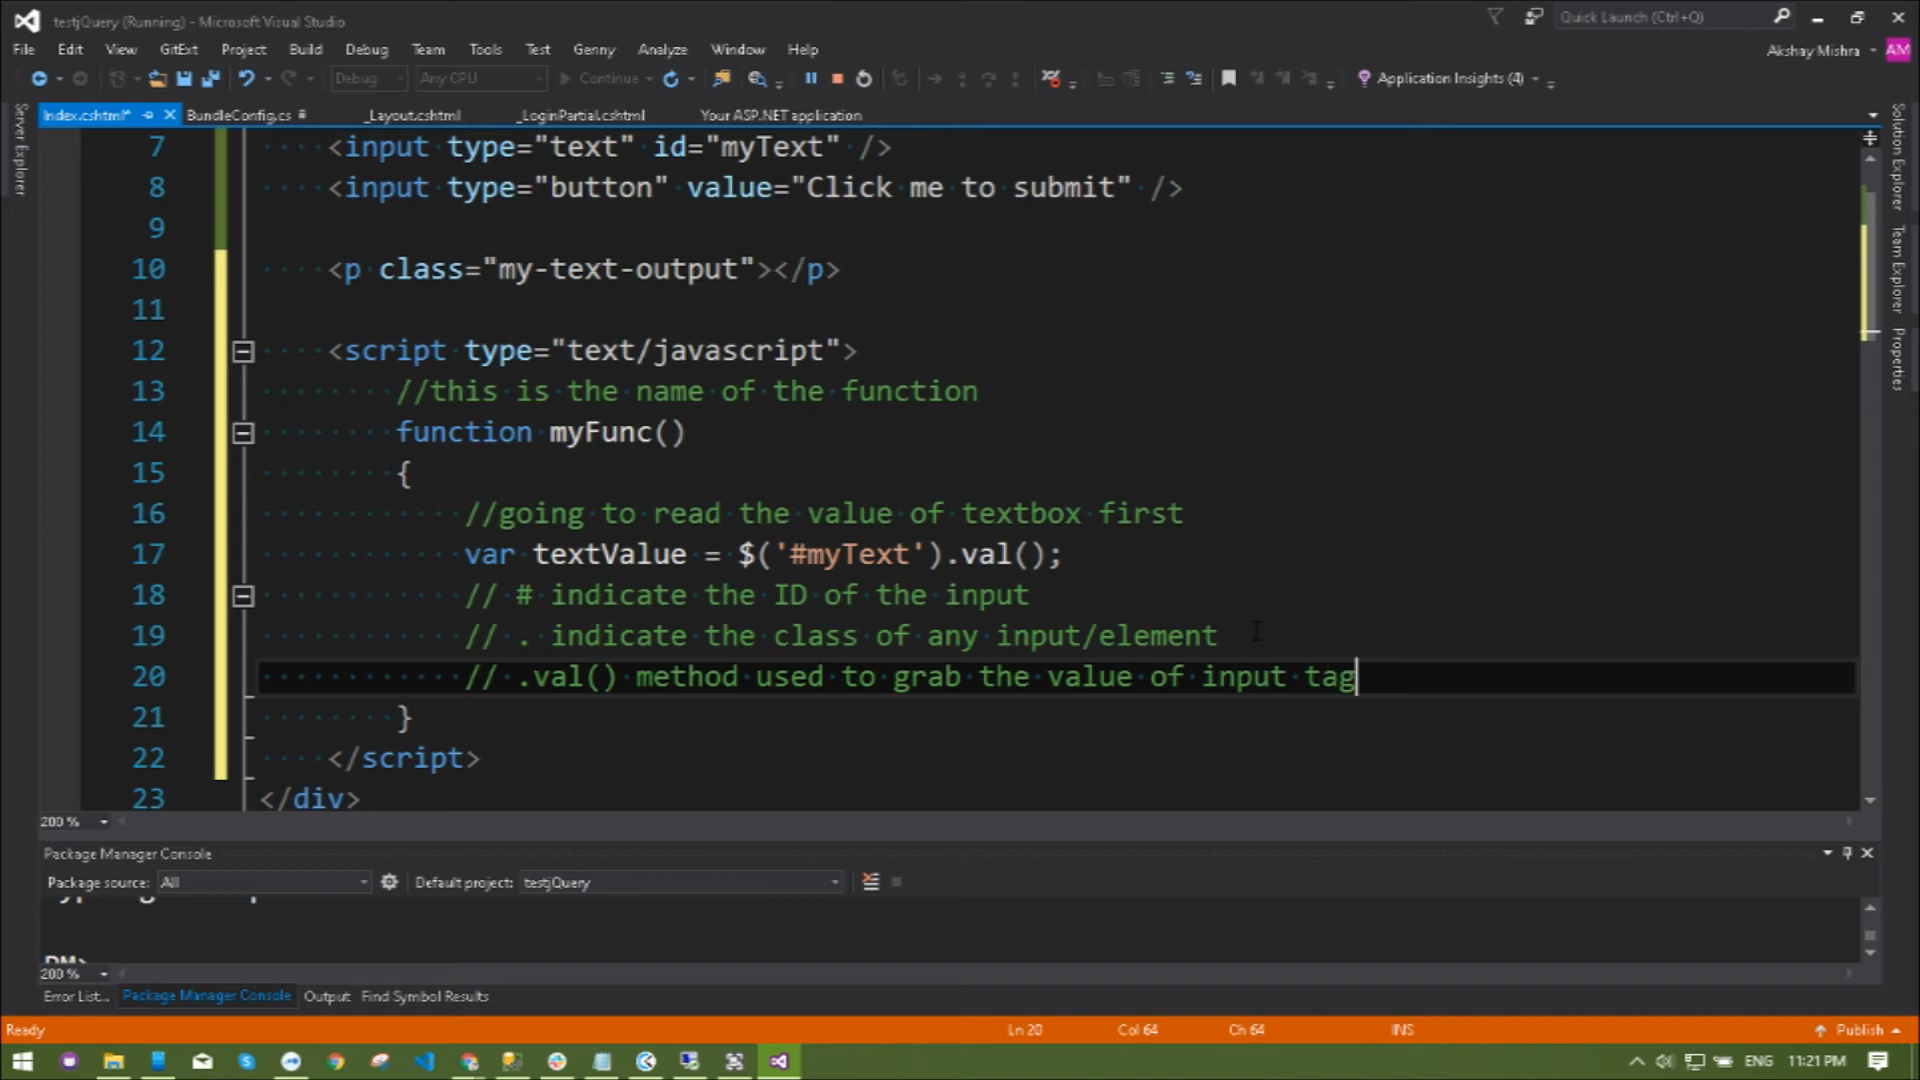 testjQuery (Running) - Microsoft Visual Studio
Quick Launch (Ctrl+Q)
File Edit View GitExt Project Build Debug Team Tools Test Genny Analyze Window Help
Akshay Mishra AM
Debug Any CPU Continue Application Insights (4)
Index.cshtml* BundleConfig.cs _Layout.cshtml _LoginPartial.cshtml Your ASP.NET application
Server Explorer
Solution Explorer
Team Explorer
Properties
7 <input type="text" id="myText" />
8 <input type="button" value="Click me to submit" />
9
10 <p class="my-text-output"></p>
11
12 <script type="text/javascript">
13 //this is the name of the function
14 function myFunc()
15 {
16 //going to read the value of textbox first
17 var textValue = $('#myText').val();
18 // # indicate the ID of the input
19 // . indicate the class of any input/element
20 // .val() method used to grab the value of input tag
21 }
22 </script>
23 </div>
200 %
Package Manager Console
Package source: All Default project: testjQuery
200 %
Error List... Package Manager Console Output Find Symbol Results
Ready Ln 20 Col 64 Ch 64 INS Publish
ENG 11:21 PM